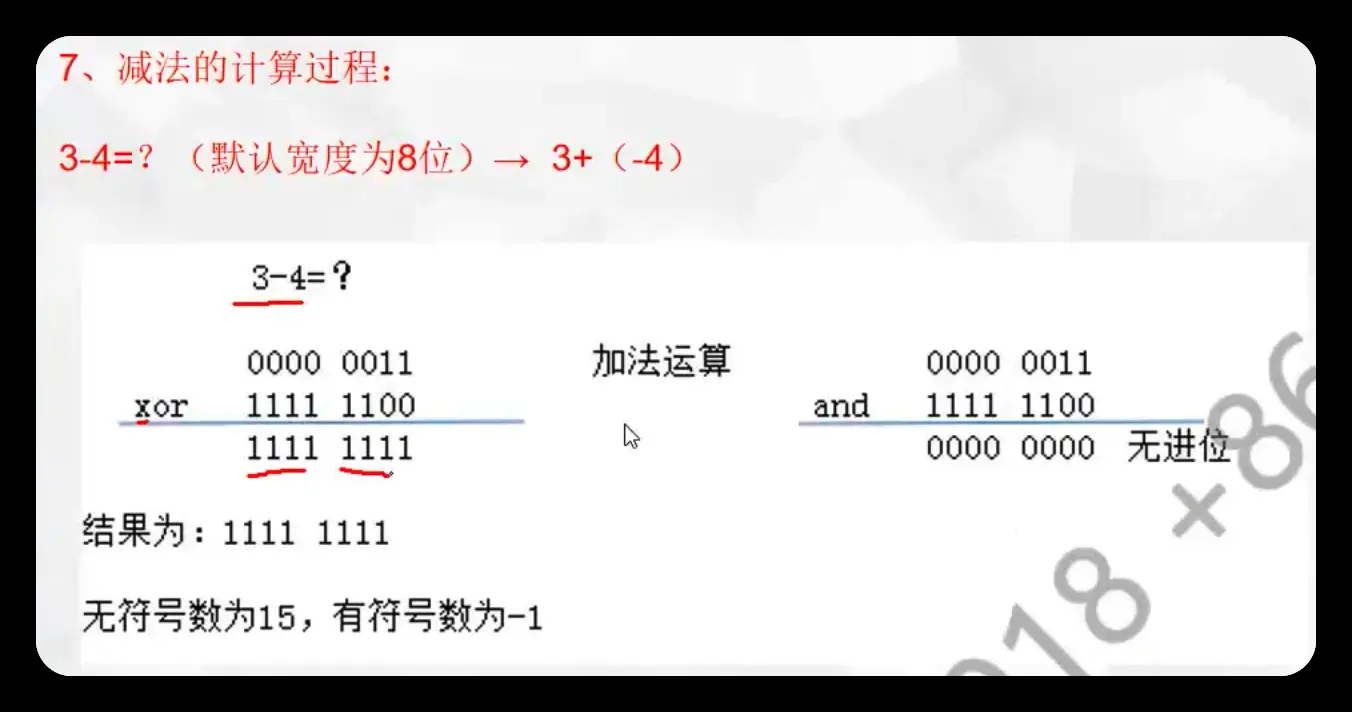 7、减法的计算过程：
3-4=？（默认宽度为8位）→ 3+（-4）
3-4=？
0000 0011 加法运算 0000 0011
xor 1111 1100 and 1111 1100
1111 1111 0000 0000 无进位
结果为：1111 1111
无符号数为15，有符号数为-1
018 ×86